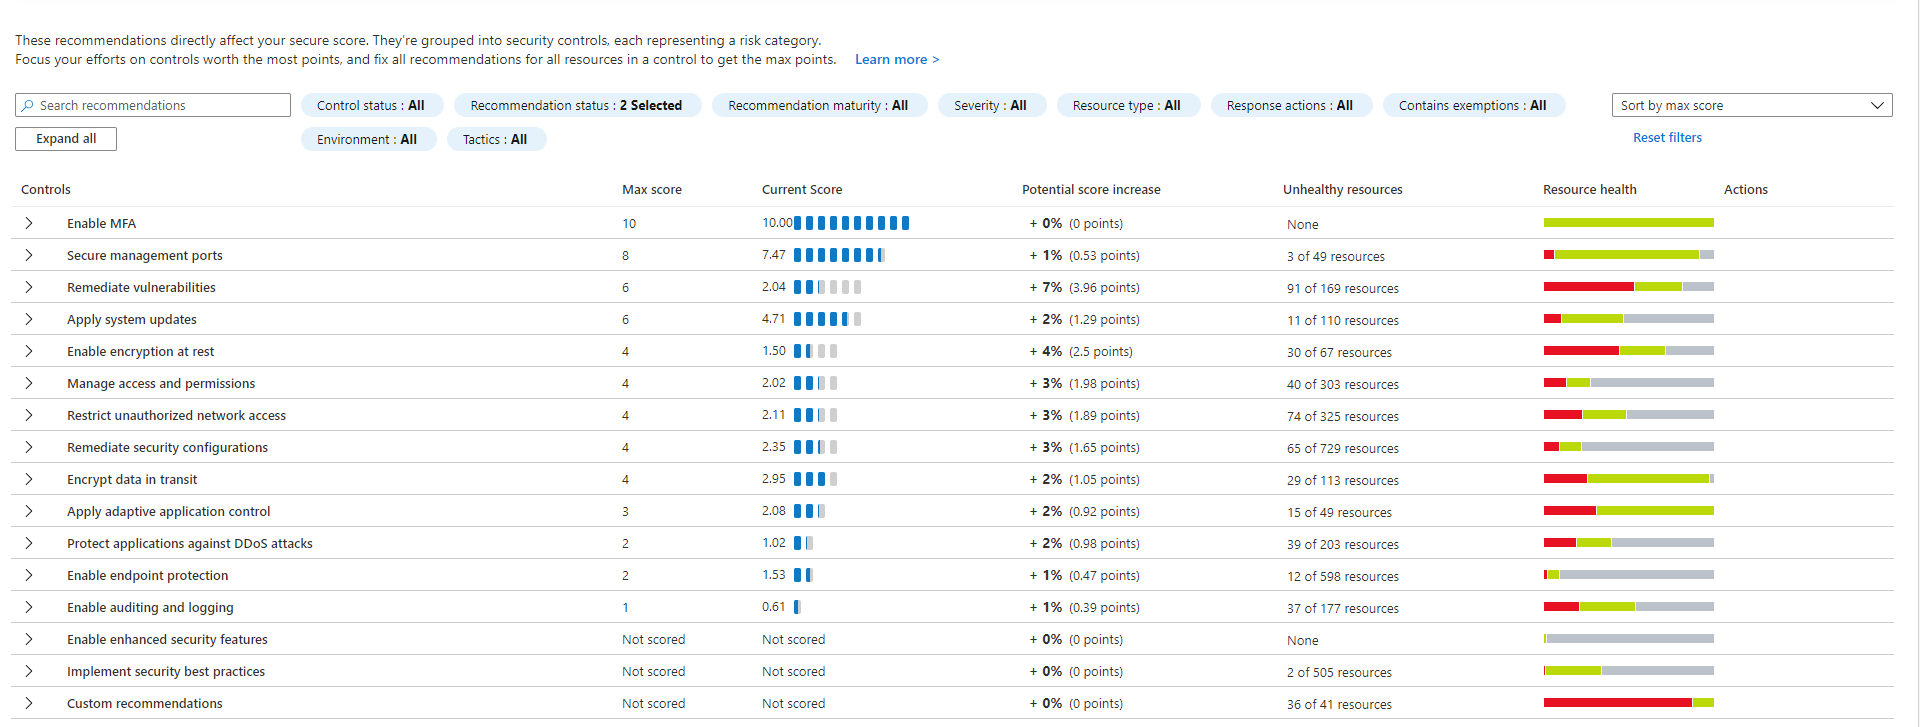 These recommendations directly affect your secure score. They're grouped into security controls, each representing a risk category.
Focus your efforts on controls worth the most points, and fix all recommendations for all resources in a control to get the max points. Learn more >
Search recommendations Control status : All Recommendation status : 2 Selected Recommendation maturity : All Severity : All Resource type : All Response actions : All Contains exemptions : All Sort by max score
Expand all Environment : All Tactics : All Reset filters
Controls Max score Current Score Potential score increase Unhealthy resources Resource health Actions
Enable MFA 10 10.00 + 0% (0 points) None
Secure management ports 8 7.47 + 1% (0.53 points) 3 of 49 resources
Remediate vulnerabilities 6 2.04 + 7% (3.96 points) 91 of 169 resources
Apply system updates 6 4.71 + 2% (1.29 points) 11 of 110 resources
Enable encryption at rest 4 1.50 + 4% (2.5 points) 30 of 67 resources
Manage access and permissions 4 2.02 + 3% (1.98 points) 40 of 303 resources
Restrict unauthorized network access 4 2.11 + 3% (1.89 points) 74 of 325 resources
Remediate security configurations 4 2.35 + 3% (1.65 points) 65 of 729 resources
Encrypt data in transit 4 2.95 + 2% (1.05 points) 29 of 113 resources
Apply adaptive application control 3 2.08 + 2% (0.92 points) 15 of 49 resources
Protect applications against DDoS attacks 2 1.02 + 2% (0.98 points) 39 of 203 resources
Enable endpoint protection 2 1.53 + 1% (0.47 points) 12 of 598 resources
Enable auditing and logging 1 0.61 + 1% (0.39 points) 37 of 177 resources
Enable enhanced security features Not scored Not scored + 0% (0 points) None
Implement security best practices Not scored Not scored + 0% (0 points) 2 of 505 resources
Custom recommendations Not scored Not scored + 0% (0 points) 36 of 41 resources